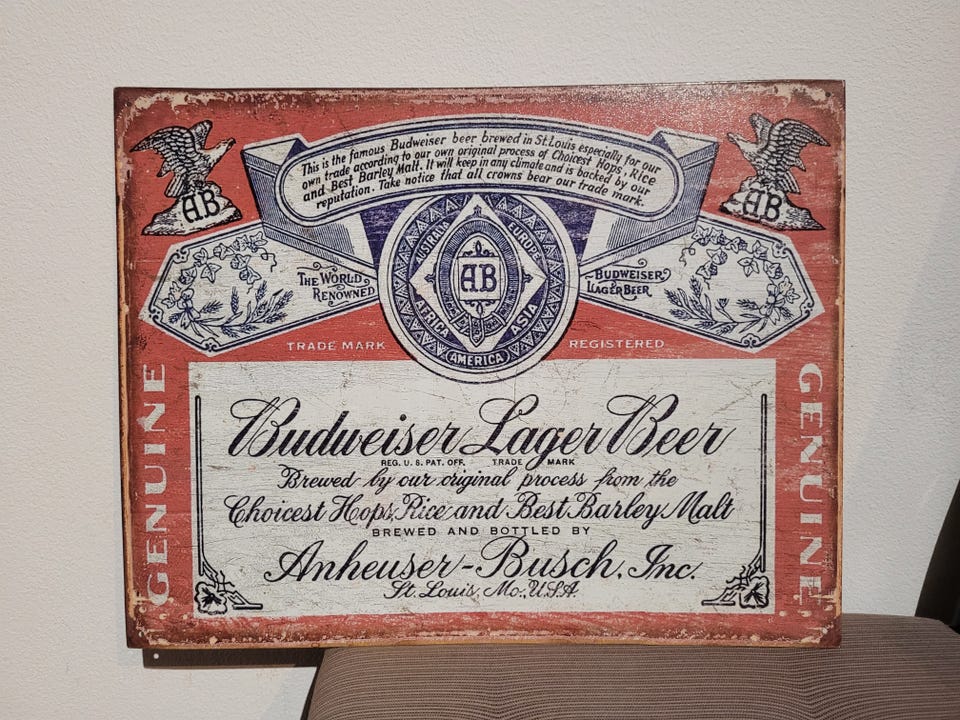 This is the famous Budweiser beer brewed in St. Louis especially for our
own trade according to our own original process of Choicest Hops, Rice
and Best Barley Malt. It will keep in any climate and is backed by our
reputation. Take notice that all crowns bear our trade mark.
AB
AB
THE WORLD
RENOWNED
AUSTRALIA
EUROPE
AB
AFRICA
ASIA
AMERICA
BUDWEISER
LAGER BEER
TRADE MARK
REGISTERED
GENUINE
GENUINE
Budweiser Lager Beer
REG. U. S. PAT. OFF. TRADE MARK
Brewed by our original process from the
Choicest Hops, Rice and Best Barley Malt
BREWED AND BOTTLED BY
Anheuser-Busch, Inc.
St. Louis, Mo., U.S.A.